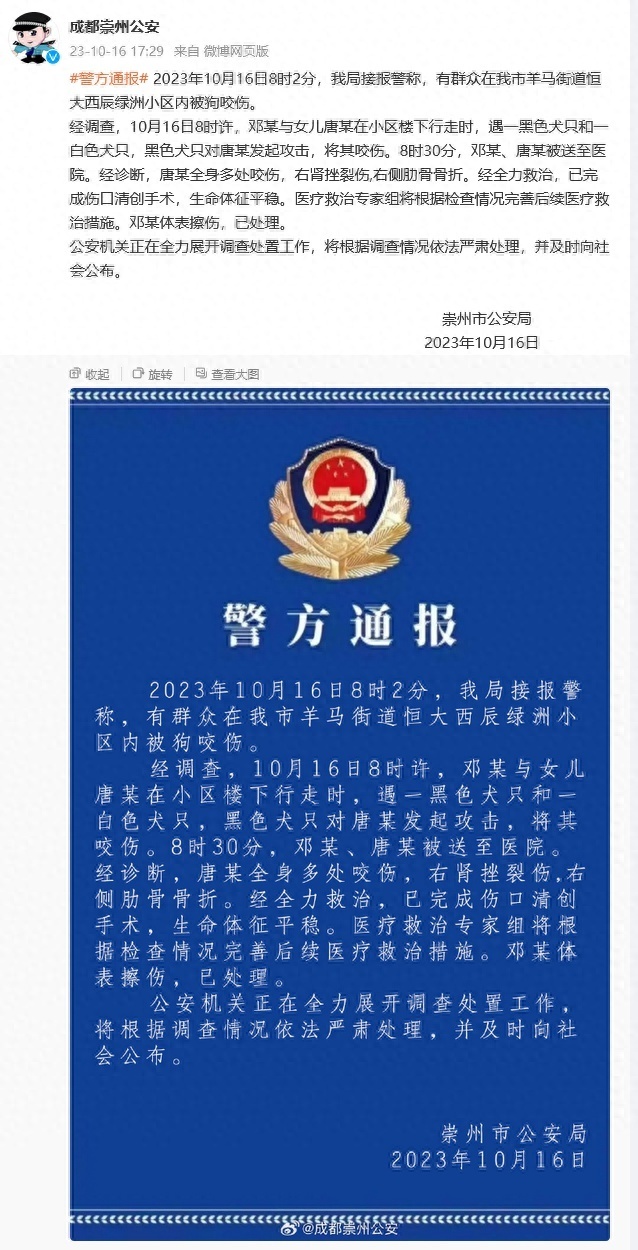 成都崇州公安
23-10-16 17:29 来自 微博网页版
#警方通报# 2023年10月16日8时2分，我局接报警称，有群众在我市羊马街道恒
大西辰绿洲小区内被狗咬伤。
经调查，10月16日8时许，邓某与女儿唐某在小区楼下行走时，遇一黑色犬只和一
白色犬只，黑色犬只对唐某发起攻击，将其咬伤。8时30分，邓某、唐某被送至医
院。经诊断，唐某全身多处咬伤，右肾挫裂伤,右侧肋骨骨折。经全力救治，已完
成伤口清创手术，生命体征平稳。医疗救治专家组将根据检查情况完善后续医疗救
治措施。邓某体表擦伤，已处理。
公安机关正在全力展开调查处置工作，将根据调查情况依法严肃处理，并及时向社
会公布。
崇州市公安局
2023年10月16日
收起 旋转 查看大图
警方通报
2023年10月16日8时2分，我局接报警
称，有群众在我市羊马街道恒大西辰绿洲小
区内被狗咬伤。
经调查，10月16日8时许，邓某与女儿
唐某在小区楼下行走时，遇一黑色犬只和一
白色犬只，黑色犬只对唐某发起攻击，将其
咬伤。8时30分，邓某、唐某被送至医院。
经诊断，唐某全身多处咬伤，右肾挫裂伤,右
侧肋骨骨折。经全力救治，已完成伤口清创
手术，生命体征平稳。医疗救治专家组将根
据检查情况完善后续医疗救治措施。邓某体
表擦伤，已处理。
公安机关正在全力展开调查处置工作，
将根据调查情况依法严肃处理，并及时向社
会公布。
崇州市公安局
2023年10月16日
@成都崇州公安